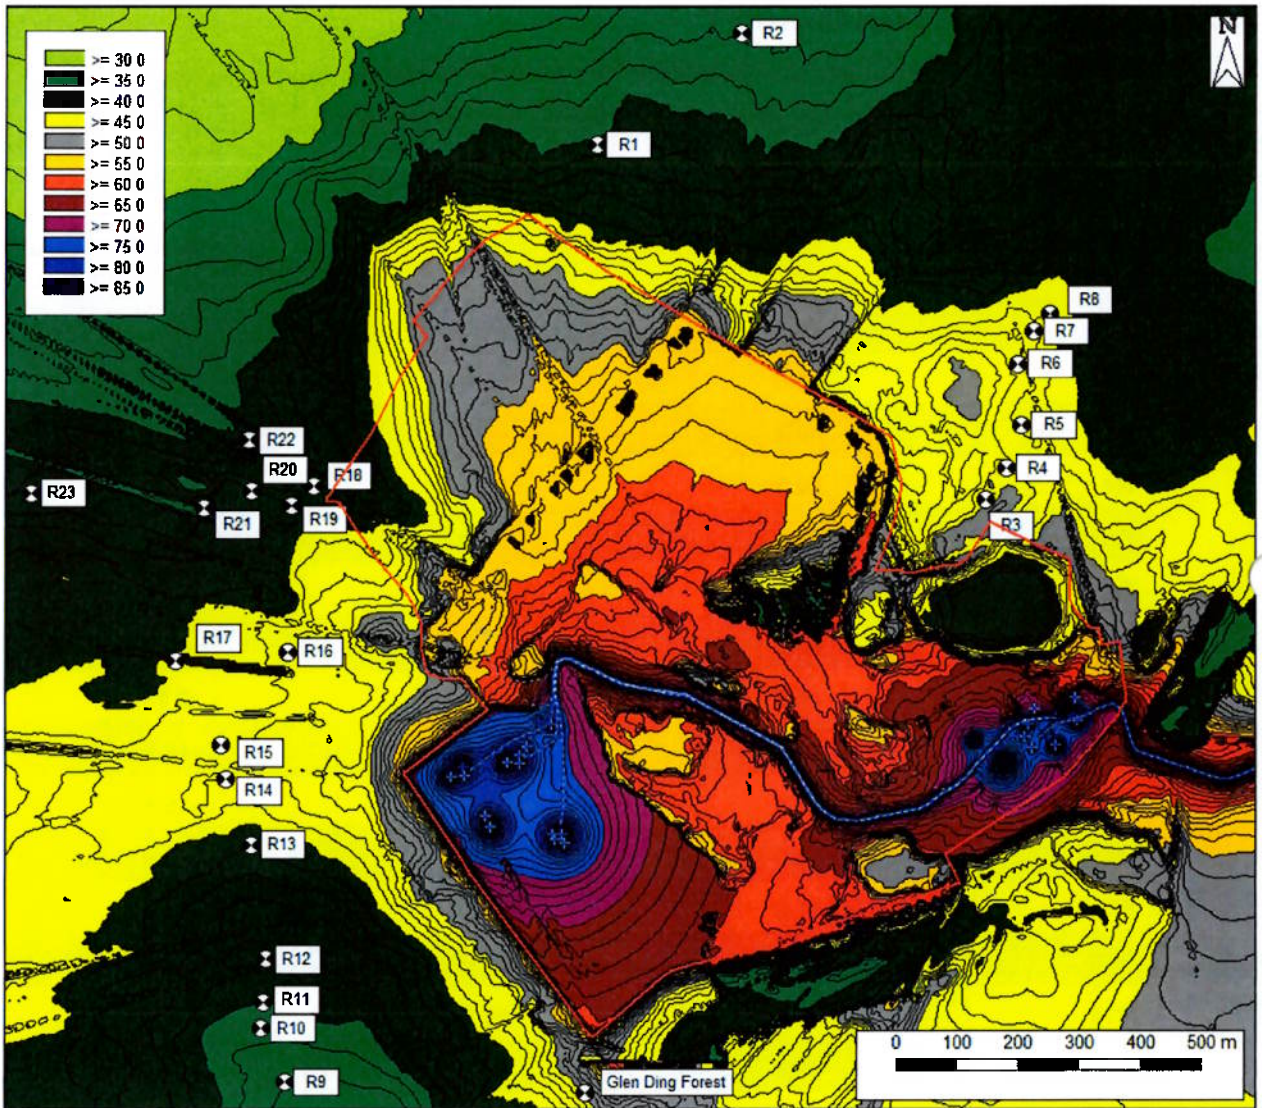 R2
N
>= 30 0
>= 35 0
>= 40 0
>= 45 0
>= 50 0
>= 55 0
>= 60 0
>= 65 0
>= 70 0
>= 75 0
>= 80 0
>= 85 0
R1
R8
R7
R6
R5
R22
R20
R18
R4
R23
R21
R19
R3
R17
R16
R15
R14
R13
R12
R11
R10
0 100 200 300 400 500 m
R9
Glen Ding Forest